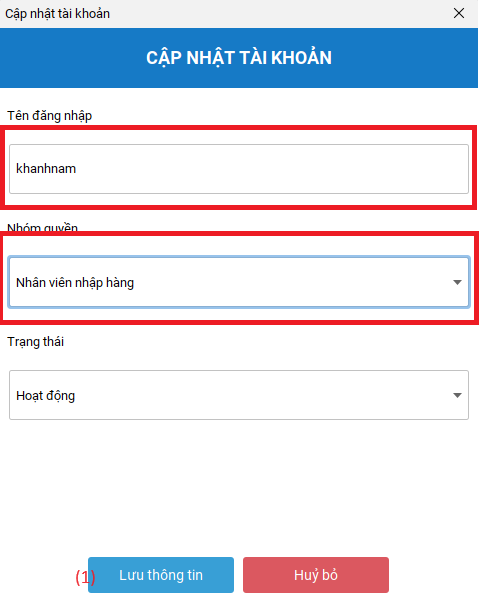 Cập nhật tài khoản
CẬP NHẬT TÀI KHOẢN
Tên đăng nhập
khanhnam
Nhóm quyền
Nhân viên nhập hàng
Trạng thái
Hoạt động
(1) Lưu thông tin Huỷ bỏ